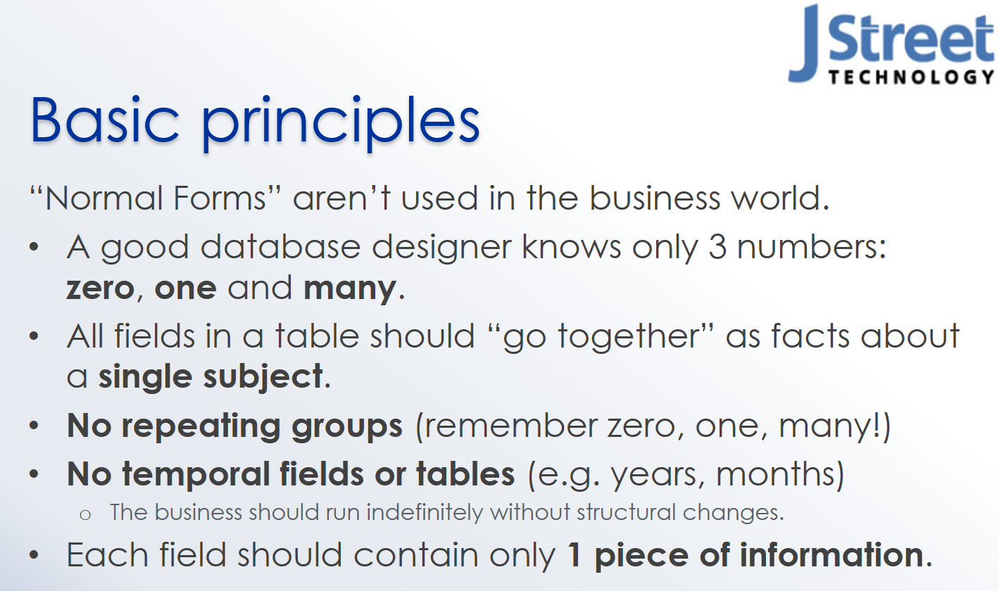 JStreet
TECHNOLOGY
Basic principles
“Normal Forms” aren’t used in the business world.
• A good database designer knows only 3 numbers:
zero, one and many.
• All fields in a table should “go together” as facts about
a single subject.
• No repeating groups (remember zero, one, many!)
• No temporal fields or tables (e.g. years, months)
o The business should run indefinitely without structural changes.
• Each field should contain only 1 piece of information.